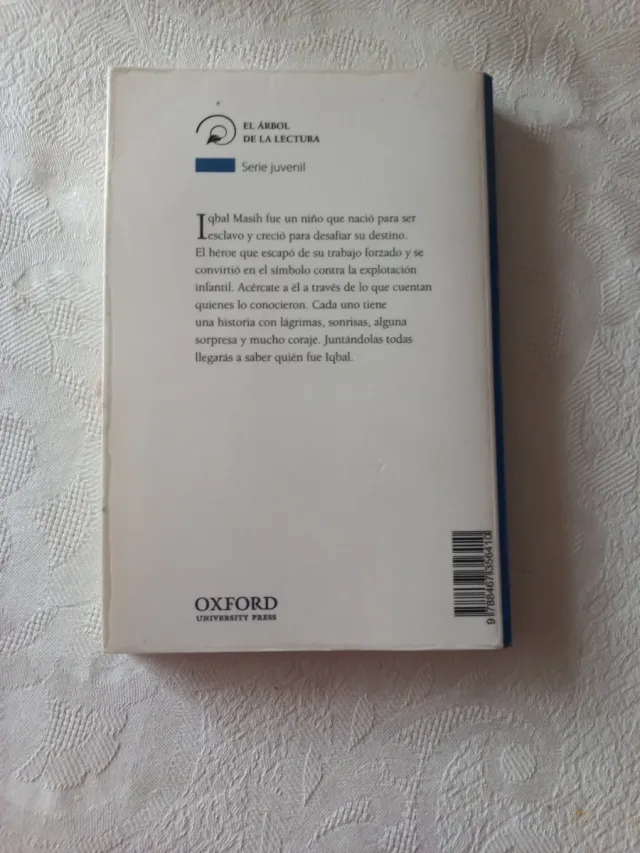 EL ÁRBOL
DE LA LECTURA
Serie juvenil
Iqbal Masih fue un niño que nació para ser
esclavo y creció para desafiar su destino.
El héroe que escapó de su trabajo forzado y se
convirtió en el símbolo contra la explotación
infantil. Acércate a él a través de lo que cuentan
quienes lo conocieron. Cada uno tiene
una historia con lágrimas, sonrisas, alguna
sorpresa y mucho coraje. Juntándolas todas
llegarás a saber quién fue Iqbal.
OXFORD
UNIVERSITY PRESS
9 788467 356410